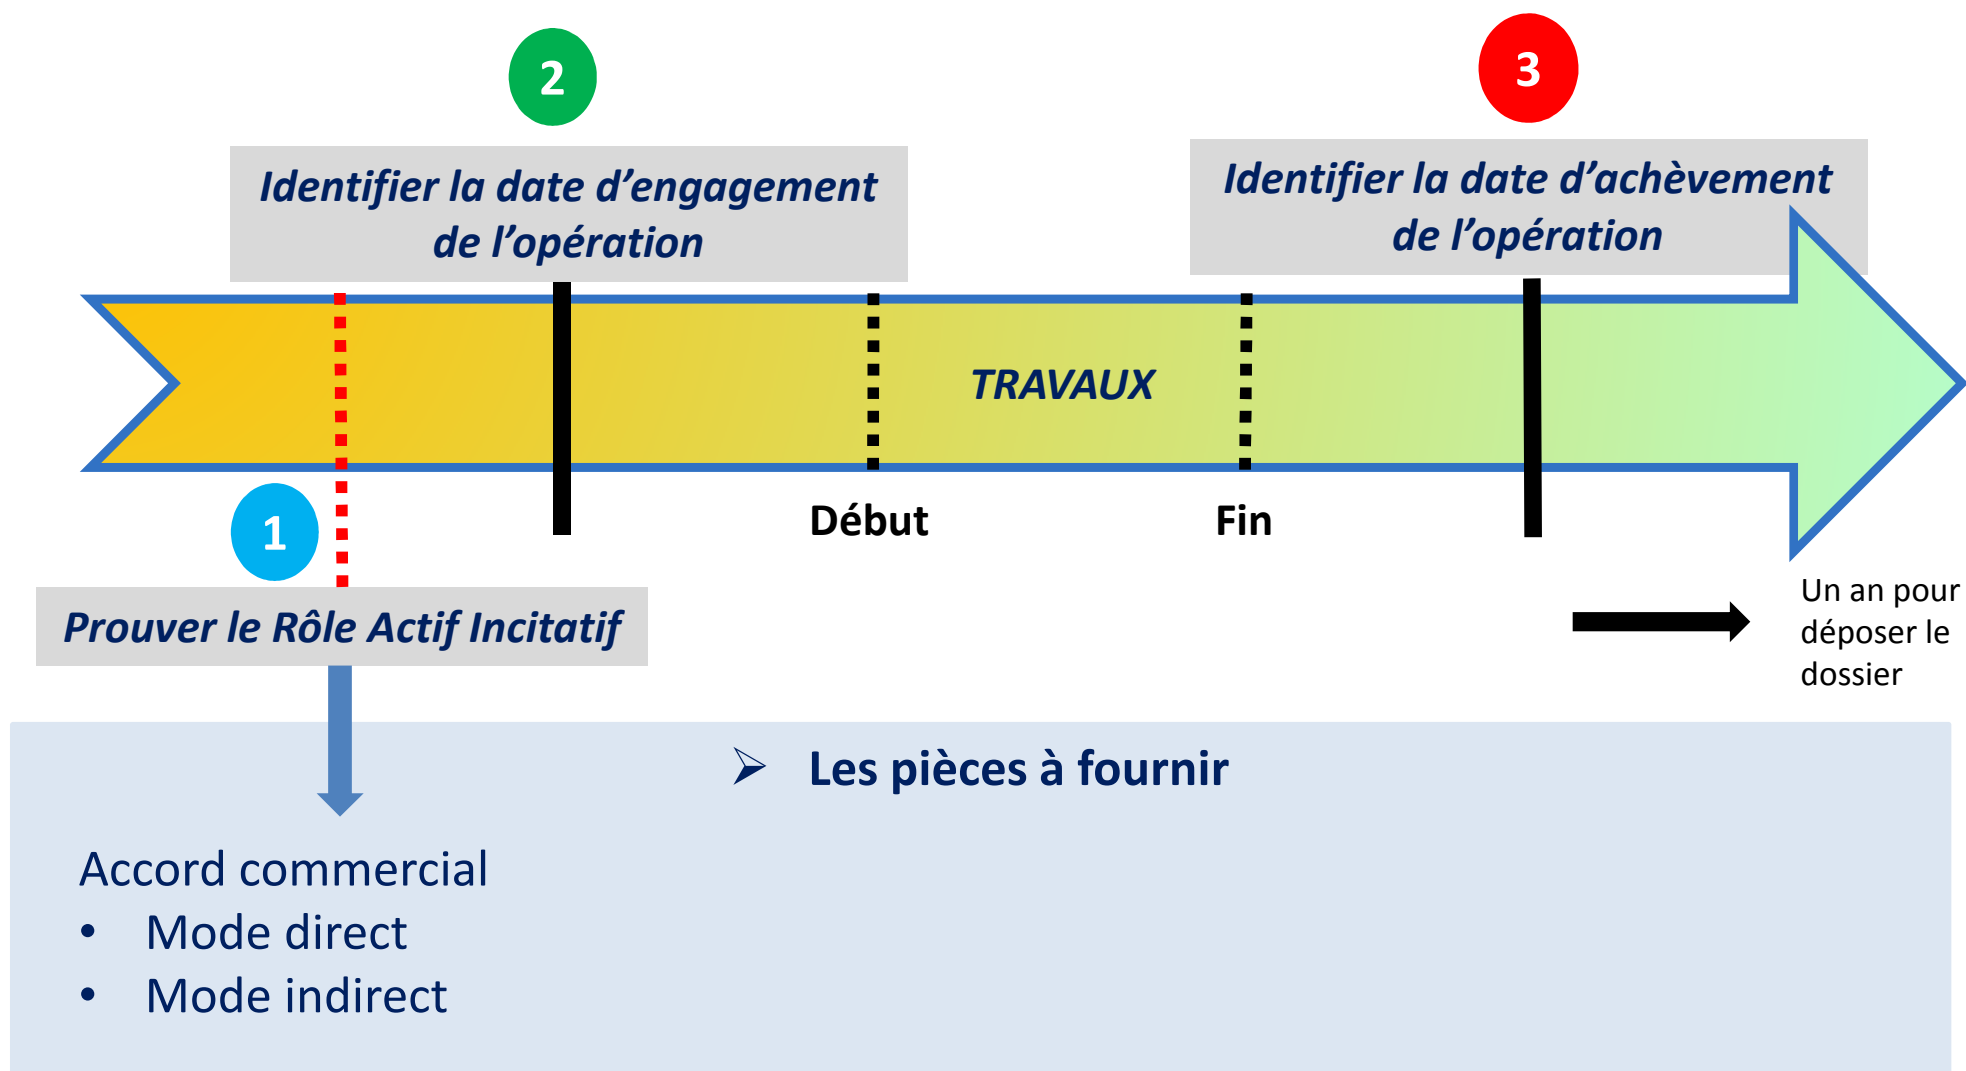 2
3
Identifier la date d’engagement
de l’opération
Identifier la date d’achèvement
de l’opération
TRAVAUX
1
Début
Fin
Prouver le Rôle Actif Incitatif
Un an pour
déposer le
dossier
➢ Les pièces à fournir
Accord commercial
• Mode direct
• Mode indirect